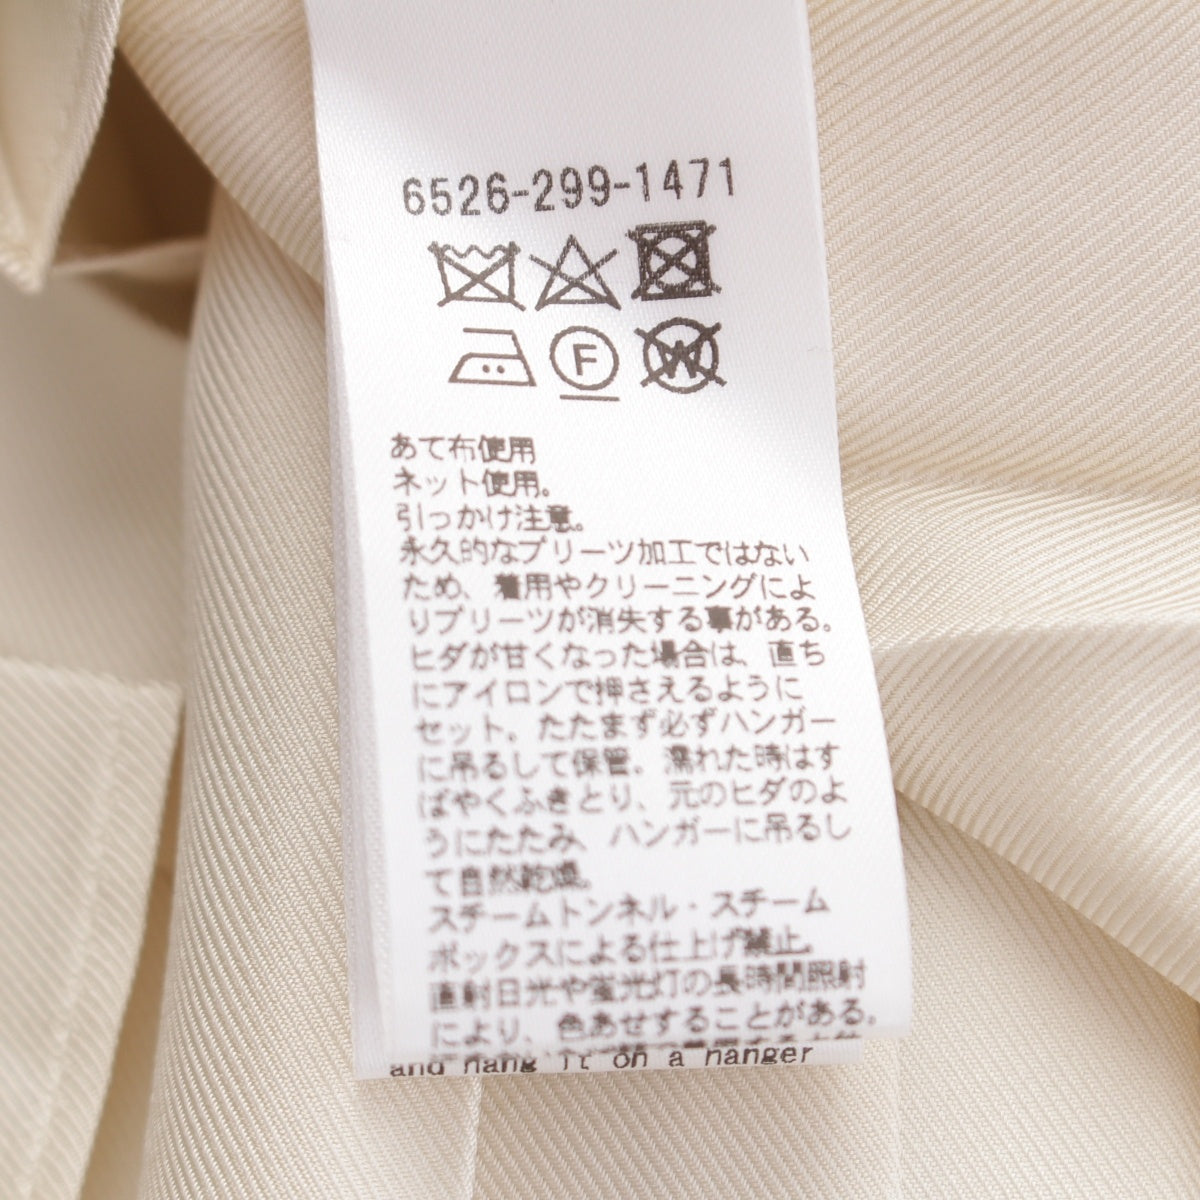 6526-299-1471
F
W
あて布使用
ネット使用。
引っかけ注意。
永久的なプリーツ加工ではない
ため、着用やクリーニングによ
りプリーツが消失する事がある。
ヒダが甘くなった場合は、直ち
にアイロンで押さえるように
セット。たたまず必ずハンガー
に吊るして保管。濡れた時はす
ばやくふきとり、元のヒダのよ
うにたたみ、ハンガーに吊るし
て自然乾燥。
スチームトンネル・スチーム
ボックスによる仕上げ禁止。
直射日光や蛍光灯の長時間照射
により、色あせすることがある。
and hang it on a hanger